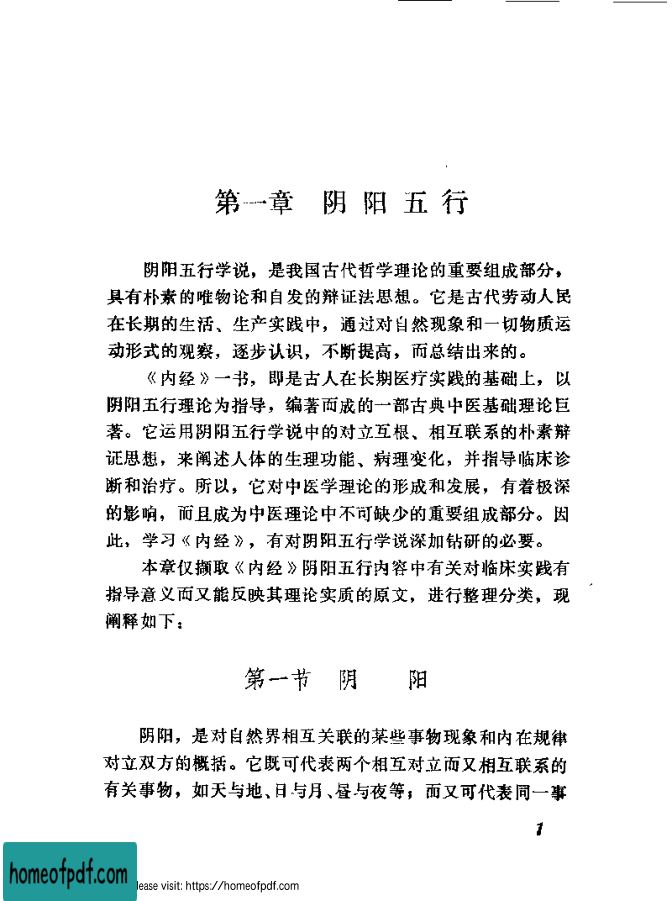 第一章 阴阳五行
阴阳五行学说，是我国古代哲学理论的重要组成部分，
具有朴素的唯物论和自发的辩证法思想。它是古代劳动人民
在长期的生活、生产实践中，通过对自然现象和一切物质运
动形式的观察，逐步认识，不断提高，而总结出来的。
《内经》一书，即是古人在长期医疗实践的基础上，以
阴阳五行理论为指导，编著而成的一部古典中医基础理论巨
著。它运用阴阳五行学说中的对立互根、相互联系的朴素辩
证思想，来阐述人体的生理功能、病理变化，并指导临床诊
断和治疗。所以，它对中医学理论的形成和发展，有着极深
的影响，而且成为中医理论中不可缺少的重要组成部分。因
此，学习《内经》，有对阴阳五行学说深加钻研的必要。
本章仅撷取《内经》阴阳五行内容中有关对临床实践有
指导意义而又能反映其理论实质的原文，进行整理分类，现
阐释如下：
第一节 阴 阳
阴阳，是对自然界相互关联的某些事物现象和内在规律
对立双方的概括。它既可代表两个相互对立而又相互联系的
有关事物，如天与地、日与月、昼与夜等；而又可代表同一事
1
homeofpdf.com
lease visit: https://homeofpdf.com